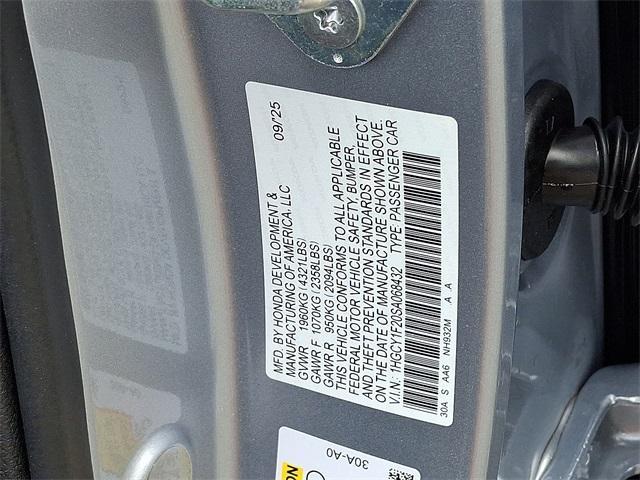 MFD. BY HONDA DEVELOPMENT & 09/25
MANUFACTURING OF AMERICA, LLC
GVWR 1960KG(4321LBS)
GAWR F 1070KG(2358LBS)
GAWR R 950KG(2094LBS)
THIS VEHICLE CONFORMS TO ALL APPLICABLE
FEDERAL MOTOR VEHICLE SAFETY, BUMPER,
AND THEFT PREVENTION STANDARDS IN EFFECT
ON THE DATE OF MANUFACTURE SHOWN ABOVE.
V.I.N: 1HGCY1F20SA068432 TYPE:PASSENGER CAR
30A S AA6 NH932M A A
30A-A0